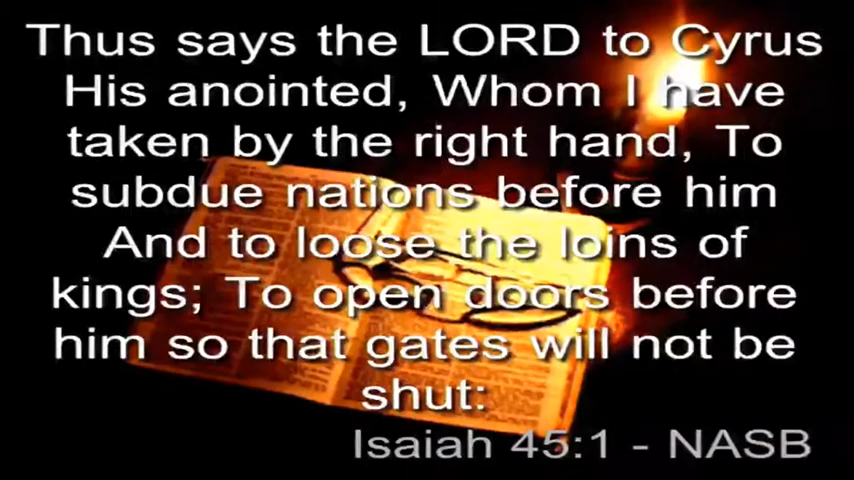 Thus says the LORD to Cyrus
His anointed, Whom I have
taken by the right hand, To
subdue nations before him
And to loose the loins of
kings; To open doors before
him so that gates will not be
shut:
Isaiah 45:1 - NASB